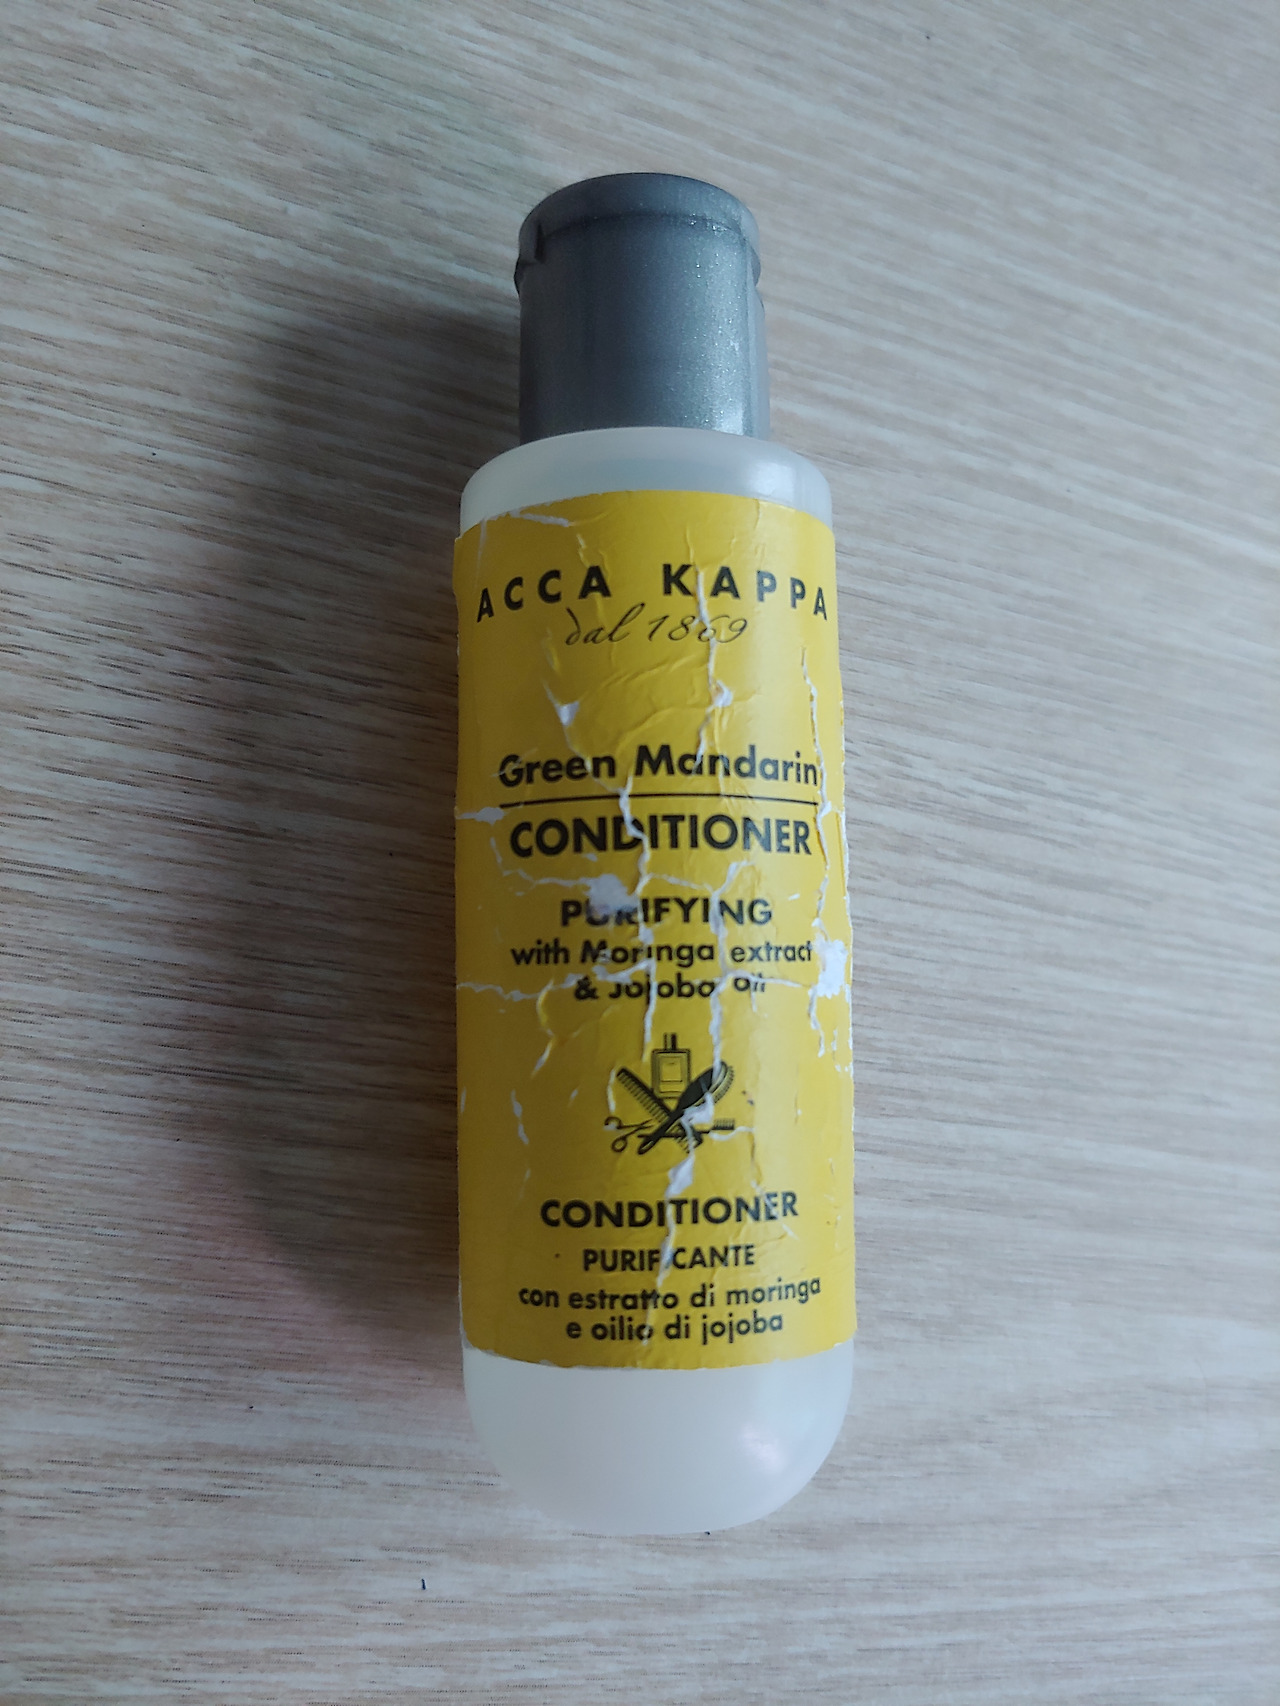 ACCA KAPPA
dal 1869
Green Mandarin
CONDITIONER
PURIFYING
with Moringa extract
& Jojoba oil
CONDITIONER
PURIFICANTE
con estratto di moringa
e oilio di jojoba